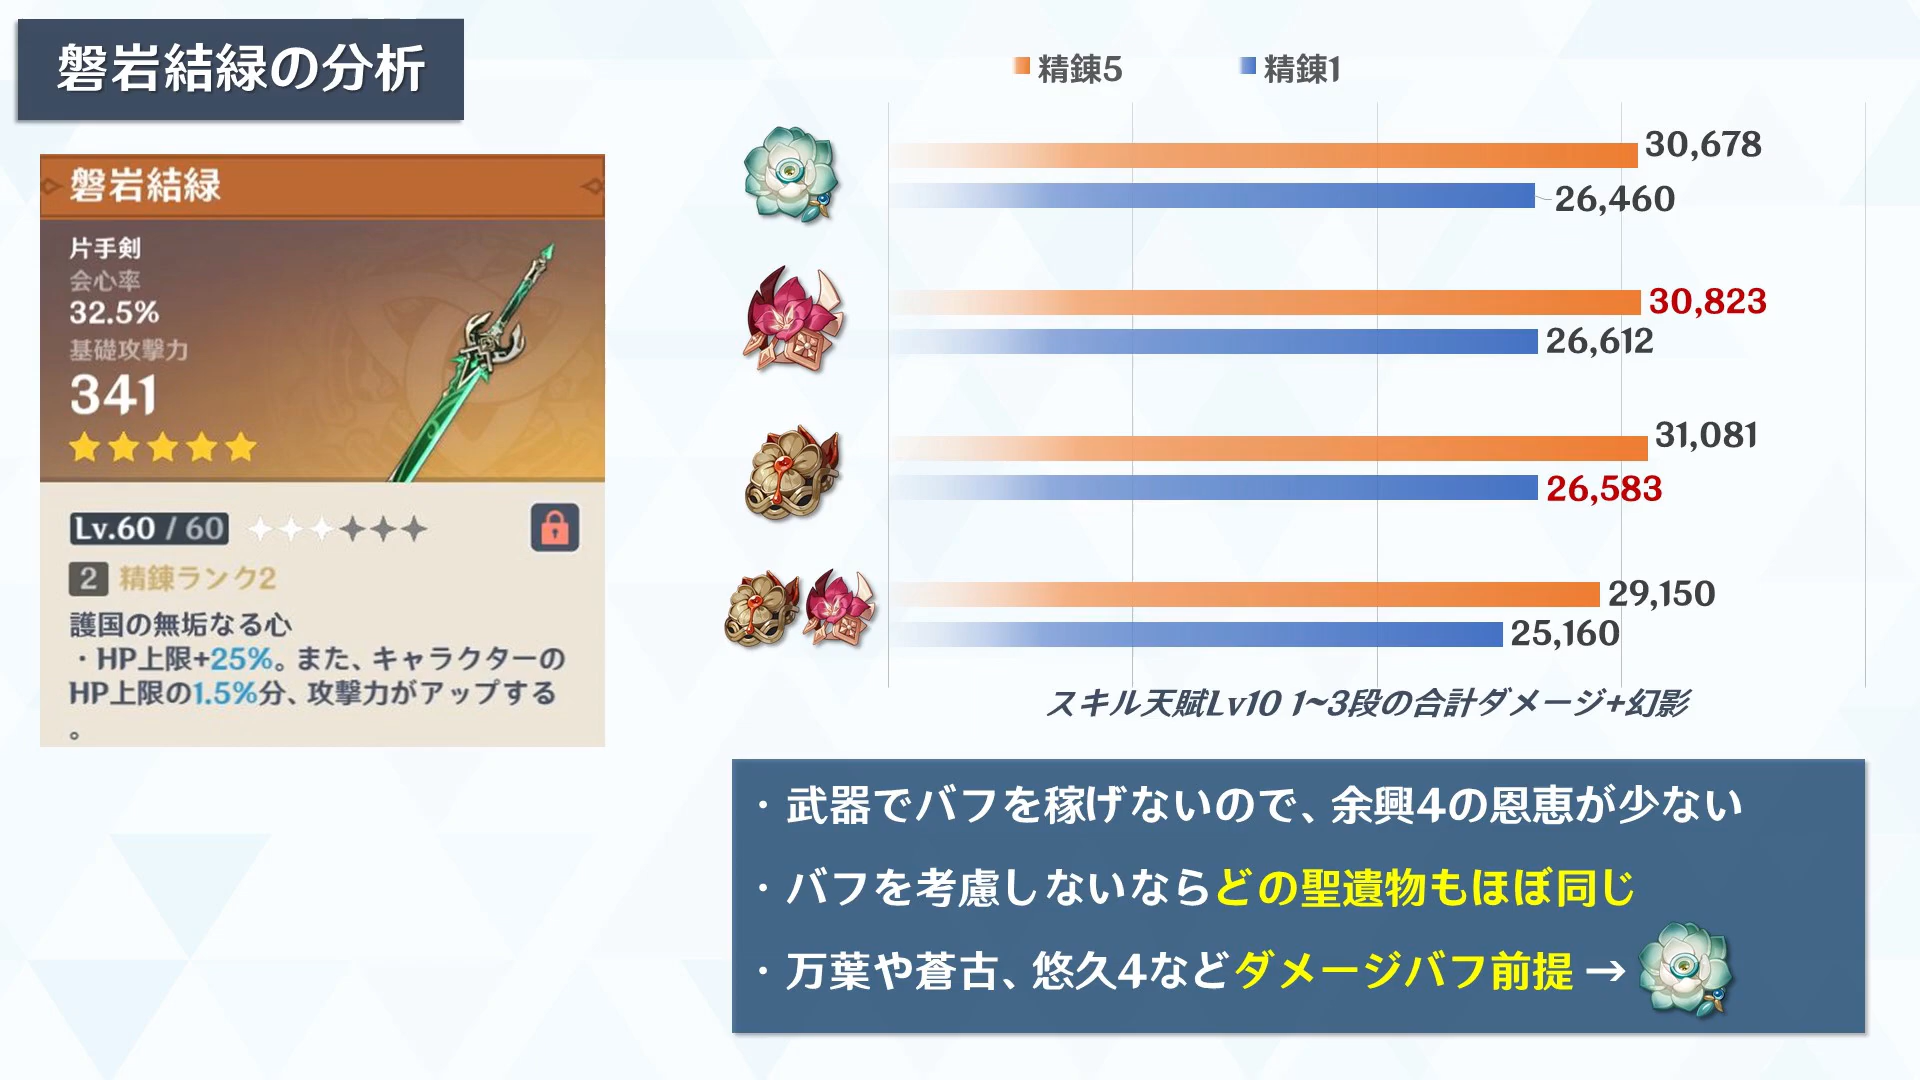 磐岩結緑の分析
磐岩結緑
片手剣
会心率
32.5%
基礎攻撃力
341
Lv.60 / 60
2 精錬ランク2
護国の無垢なる心
・HP上限+25%。また、キャラクターの
HP上限の1.5%分、攻撃力がアップする
。
精錬5 精錬1
30,678
26,460
30,823
26,612
31,081
26,583
29,150
25,160
スキル天賦Lv10 1~3段の合計ダメージ+幻影
・武器でバフを稼げないので、余興4の恩恵が少ない
・バフを考慮しないならどの聖遺物もほぼ同じ
・万葉や蒼古、悠久4などダメージバフ前提→